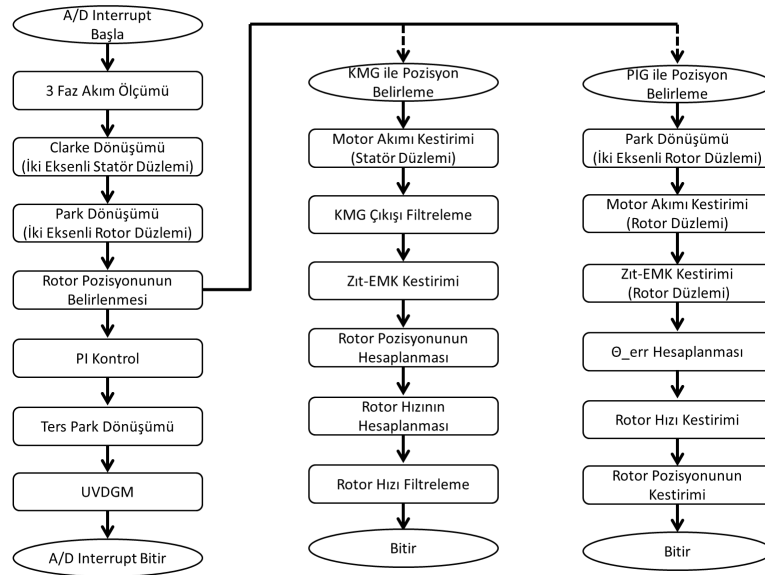 A/D Interrupt
Başla
3 Faz Akım Ölçümü
Clarke Dönüşümü
(İki Eksenli Statör Düzlemi)
Park Dönüşümü
(İki Eksenli Rotor Düzlemi)
Rotor Pozisyonunun
Belirlenmesi
PI Kontrol
Ters Park Dönüşümü
UVDGM
A/D Interrupt Bitir
KMG ile Pozisyon
Belirleme
Motor Akımı Kestirimi
(Statör Düzlemi)
KMG Çıkışı Filtreleme
Zıt-EMK Kestirimi
Rotor Pozisyonunun
Hesaplanması
Rotor Hızının
Hesaplanması
Rotor Hızı Filtreleme
Bitir
PIG ile Pozisyon
Belirleme
Park Dönüşümü
(İki Eksenli Rotor Düzlemi)
Motor Akımı Kestirimi
(Rotor Düzlemi)
Zıt-EMK Kestirimi
(Rotor Düzlemi)
Θ_err Hesaplanması
Rotor Hızı Kestirimi
Rotor Pozisyonunun
Kestirimi
Bitir